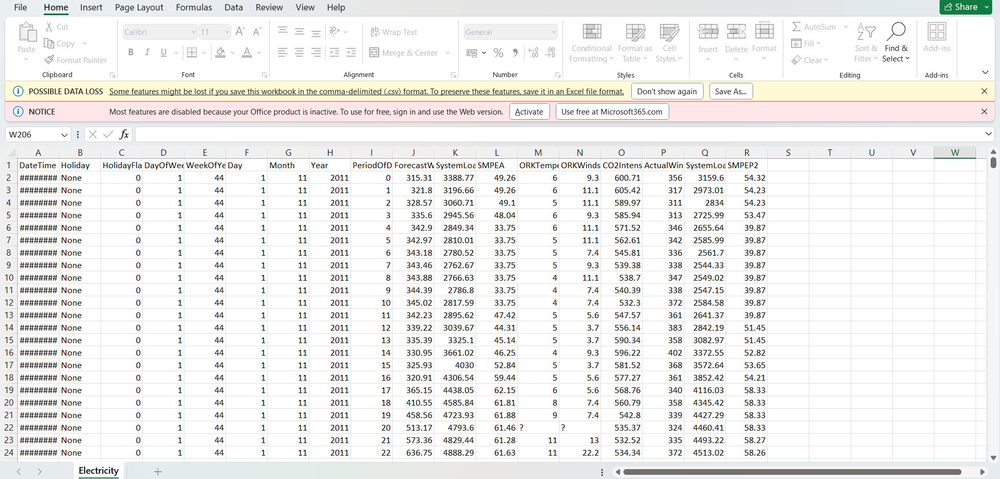 File Home Insert Page Layout Formulas Data Review View Help Share
Paste Cut Copy Format Painter Clipboard
Calibri 11 B I U A Font
Wrap Text Merge & Center Alignment
General % Number
Conditional Formatting Format as Table Cell Styles Styles
Insert Delete Format Cells
AutoSum Fill Clear Sort & Filter Find & Select Editing
Add-ins Add-ins
POSSIBLE DATA LOSS Some features might be lost if you save this workbook in the comma-delimited (.csv) format. To preserve these features, save it in an Excel file format. Don't show again Save As...
NOTICE Most features are disabled because your Office product is inactive. To use for free, sign in and use the Web version. Activate Use free at Microsoft365.com
W206 fx
A B C D E F G H I J K L M N O P Q R S T U V W
1 DateTime Holiday HolidayFla DayOfWee WeekOfYe Day Month Year PeriodOfD ForecastW SystemLoa SMPEA ORKTempe ORKWinds CO2Intens ActualWin SystemLoa SMPEP2
2 ######## None 0 1 44 1 11 2011 0 315.31 3388.77 49.26 6 9.3 600.71 356 3159.6 54.32
3 ######## None 0 1 44 1 11 2011 1 321.8 3196.66 49.26 6 11.1 605.42 317 2973.01 54.23
4 ######## None 0 1 44 1 11 2011 2 328.57 3060.71 49.1 5 11.1 589.97 311 2834 54.23
5 ######## None 0 1 44 1 11 2011 3 335.6 2945.56 48.04 6 9.3 585.94 313 2725.99 53.47
6 ######## None 0 1 44 1 11 2011 4 342.9 2849.34 33.75 6 11.1 571.52 346 2655.64 39.87
7 ######## None 0 1 44 1 11 2011 5 342.97 2810.01 33.75 5 11.1 562.61 342 2585.99 39.87
8 ######## None 0 1 44 1 11 2011 6 343.18 2780.52 33.75 5 7.4 545.81 336 2561.7 39.87
9 ######## None 0 1 44 1 11 2011 7 343.46 2762.67 33.75 5 9.3 539.38 338 2544.33 39.87
10 ######## None 0 1 44 1 11 2011 8 343.88 2766.63 33.75 4 11.1 538.7 347 2549.02 39.87
11 ######## None 0 1 44 1 11 2011 9 344.39 2786.8 33.75 4 7.4 540.39 338 2547.15 39.87
12 ######## None 0 1 44 1 11 2011 10 345.02 2817.59 33.75 4 7.4 532.3 372 2584.58 39.87
13 ######## None 0 1 44 1 11 2011 11 342.23 2895.62 47.42 5 5.6 547.57 361 2641.37 39.87
14 ######## None 0 1 44 1 11 2011 12 339.22 3039.67 44.31 5 3.7 556.14 383 2842.19 51.45
15 ######## None 0 1 44 1 11 2011 13 335.39 3325.1 45.14 5 3.7 590.34 358 3082.97 51.45
16 ######## None 0 1 44 1 11 2011 14 330.95 3661.02 46.25 4 9.3 596.22 402 3372.55 52.82
17 ######## None 0 1 44 1 11 2011 15 325.93 4030 52.84 5 3.7 581.52 368 3572.64 53.65
18 ######## None 0 1 44 1 11 2011 16 320.91 4306.54 59.44 5 5.6 577.27 361 3852.42 54.21
19 ######## None 0 1 44 1 11 2011 17 365.15 4438.05 62.15 6 5.6 568.76 340 4116.03 58.33
20 ######## None 0 1 44 1 11 2011 18 410.55 4585.84 61.81 8 7.4 560.79 358 4345.42 58.33
21 ######## None 0 1 44 1 11 2011 19 458.56 4723.93 61.88 9 7.4 542.8 339 4427.29 58.33
22 ######## None 0 1 44 1 11 2011 20 513.17 4793.6 61.46 ? ? 535.37 324 4460.41 58.33
23 ######## None 0 1 44 1 11 2011 21 573.36 4829.44 61.28 11 13 532.52 335 4493.22 58.27
24 ######## None 0 1 44 1 11 2011 22 636.75 4888.29 61.63 11 22.2 534.34 372 4513.02 58.26
Electricity